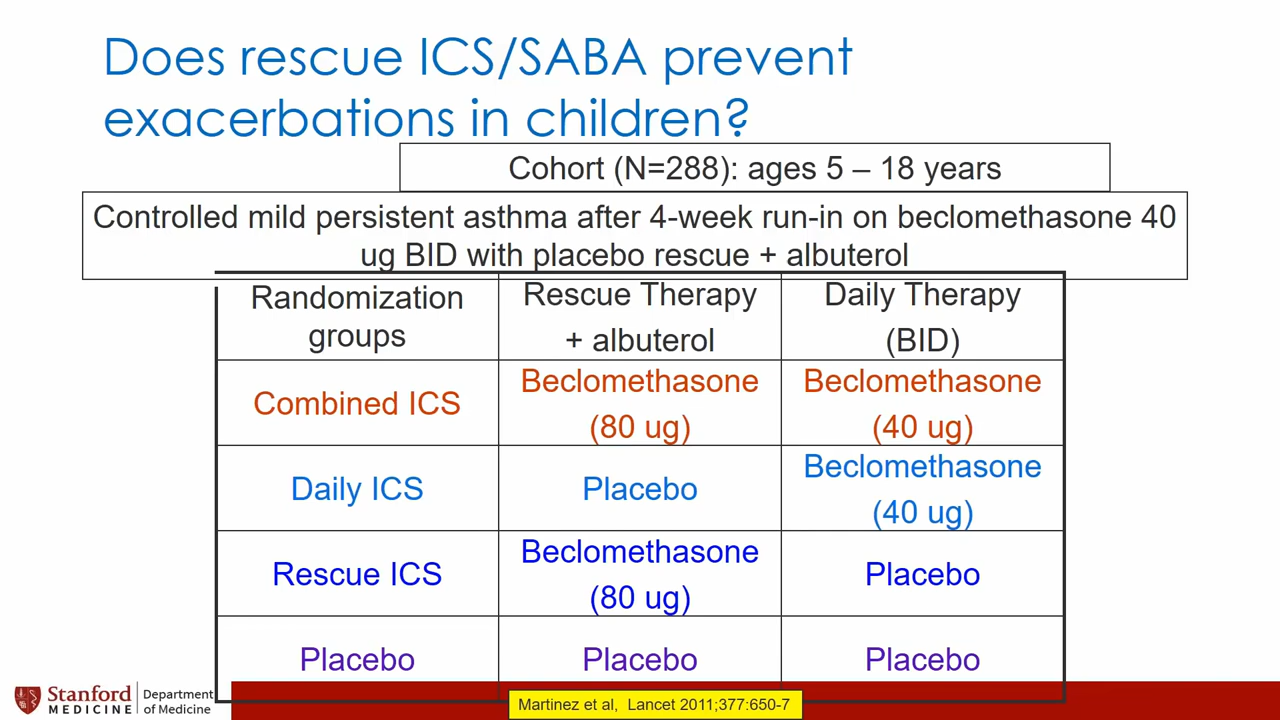 Does rescue ICS/SABA prevent
exacerbations in children?
Cohort (N=288): ages 5 – 18 years
Controlled mild persistent asthma after 4-week run-in on beclomethasone 40
ug BID with placebo rescue + albuterol
Randomization
groups
Rescue Therapy
+ albuterol
Daily Therapy
(BID)
Combined ICS
Beclomethasone
(80 ug)
Beclomethasone
(40 ug)
Daily ICS
Placebo
Beclomethasone
(40 ug)
Rescue ICS
Beclomethasone
(80 ug)
Placebo
Placebo
Placebo
Placebo
Stanford
MEDICINE
Department
of Medicine
Martinez et al, Lancet 2011;377:650-7